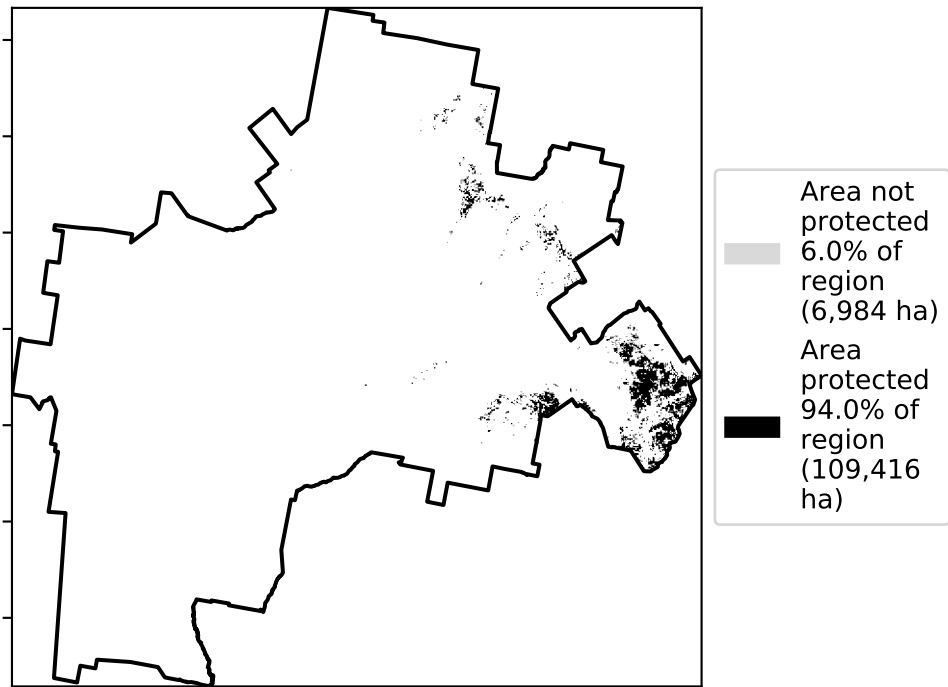 Area not
protected
6.0% of
region
(6,984 ha)
Area
protected
94.0% of
region
(109,416
ha)